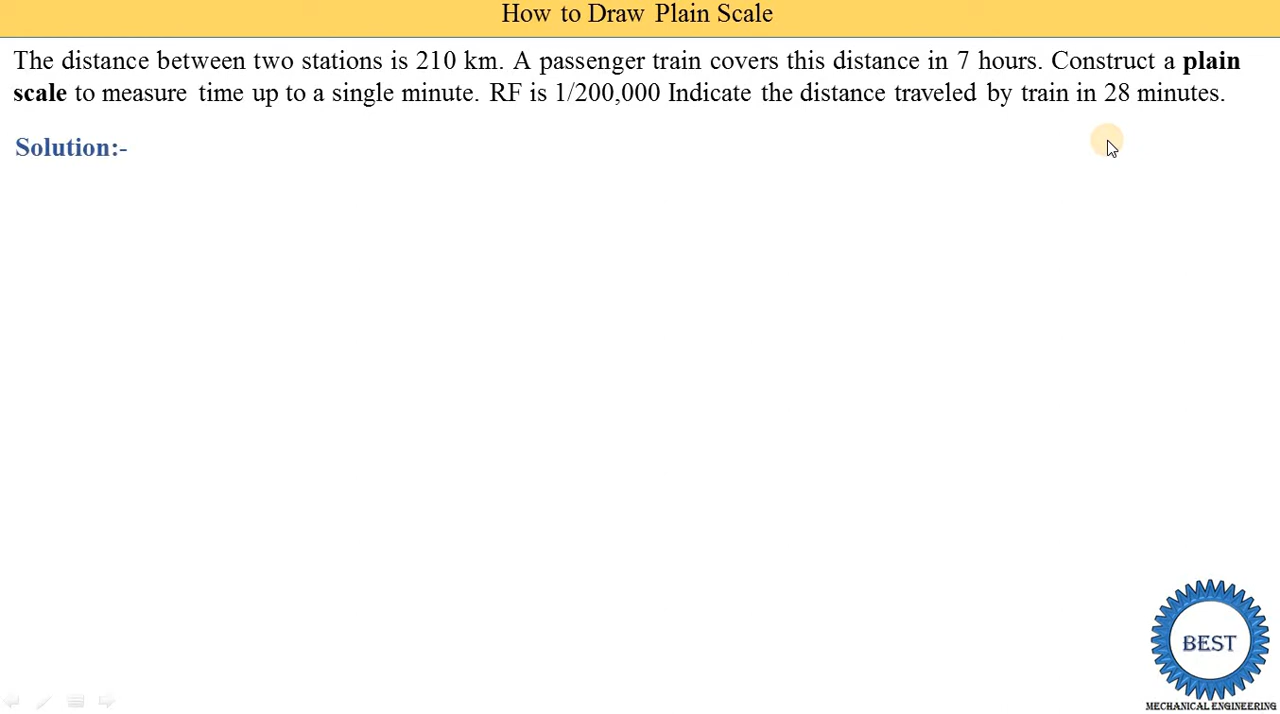 How to Draw Plain Scale
The distance between two stations is 210 km. A passenger train covers this distance in 7 hours. Construct a plain
scale to measure time up to a single minute. RF is 1/200,000 Indicate the distance traveled by train in 28 minutes.
Solution:-
BEST
MECHANICAL ENGINEERING